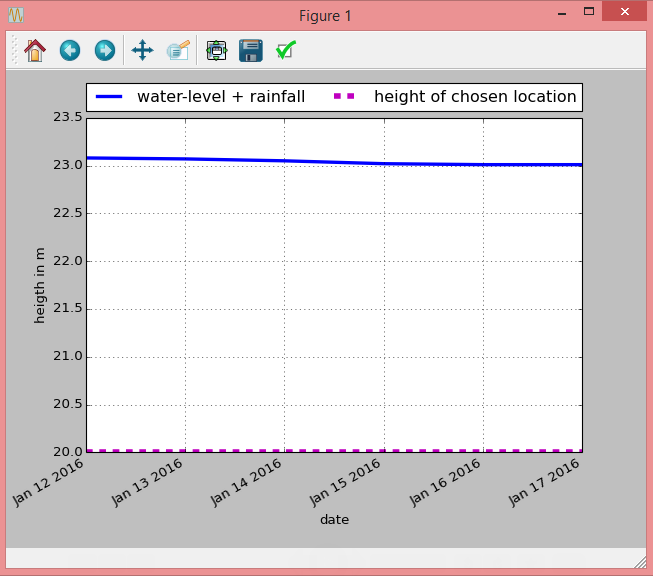 Figure 1
water-level + rainfall height of chosen location
23.5
23.0
22.5
22.0
21.5
21.0
20.5
20.0
heigth in m
Jan 12 2016 Jan 13 2016 Jan 14 2016 Jan 15 2016 Jan 16 2016 Jan 17 2016
date